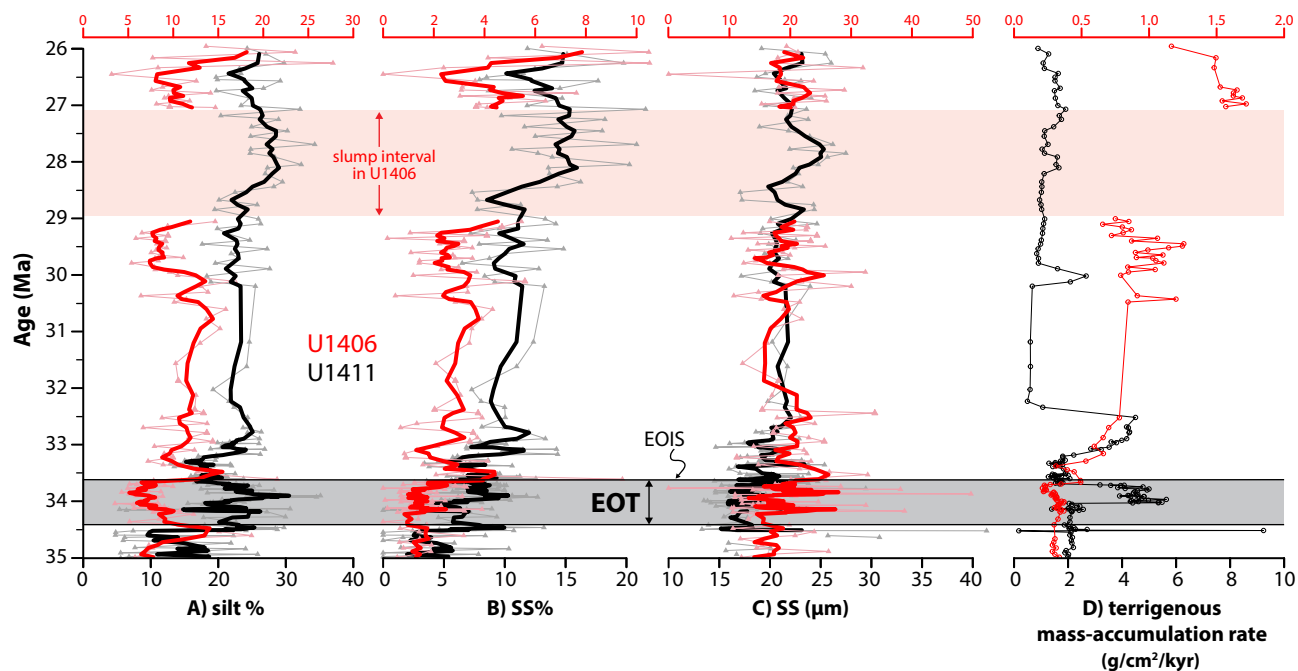 0 5 10 15 20 25 30
0 2 4 6 8 10
0 10 20 30 40 50
0.0 0.5 1.0 1.5 2.0
Age (Ma)
26
27
28
29
30
31
32
33
34
35
slump interval
in U1406
U1406
U1411
EOIS
EOT
0 10 20 30 40
0 5 10 15 20
10 20 25 30 35 40
0 2 4 6 8 10
A) silt %
B) SS%
C) SS (μm)
D) terrigenous
mass-accumulation rate
(g/cm²/kyr)